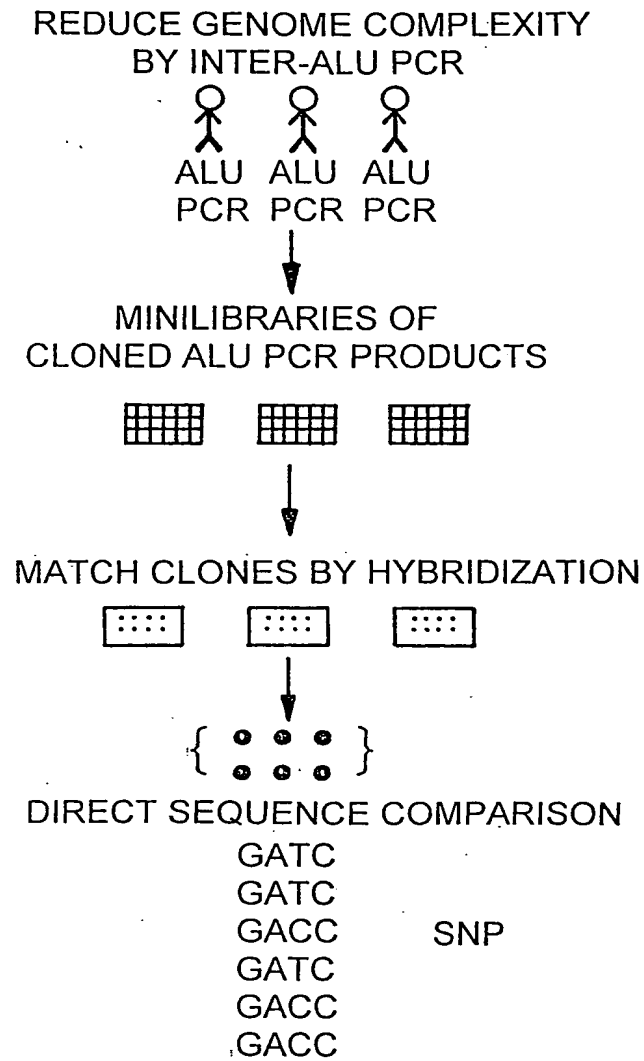 REDUCE GENOME COMPLEXITY
BY INTER-ALU PCR
ALU ALU ALU
PCR PCR PCR
MINILIBRARIES OF
CLONED ALU PCR PRODUCTS
MATCH CLONES BY HYBRIDIZATION
DIRECT SEQUENCE COMPARISON
GATC
GATC
GACC SNP
GATC
GACC
GACC